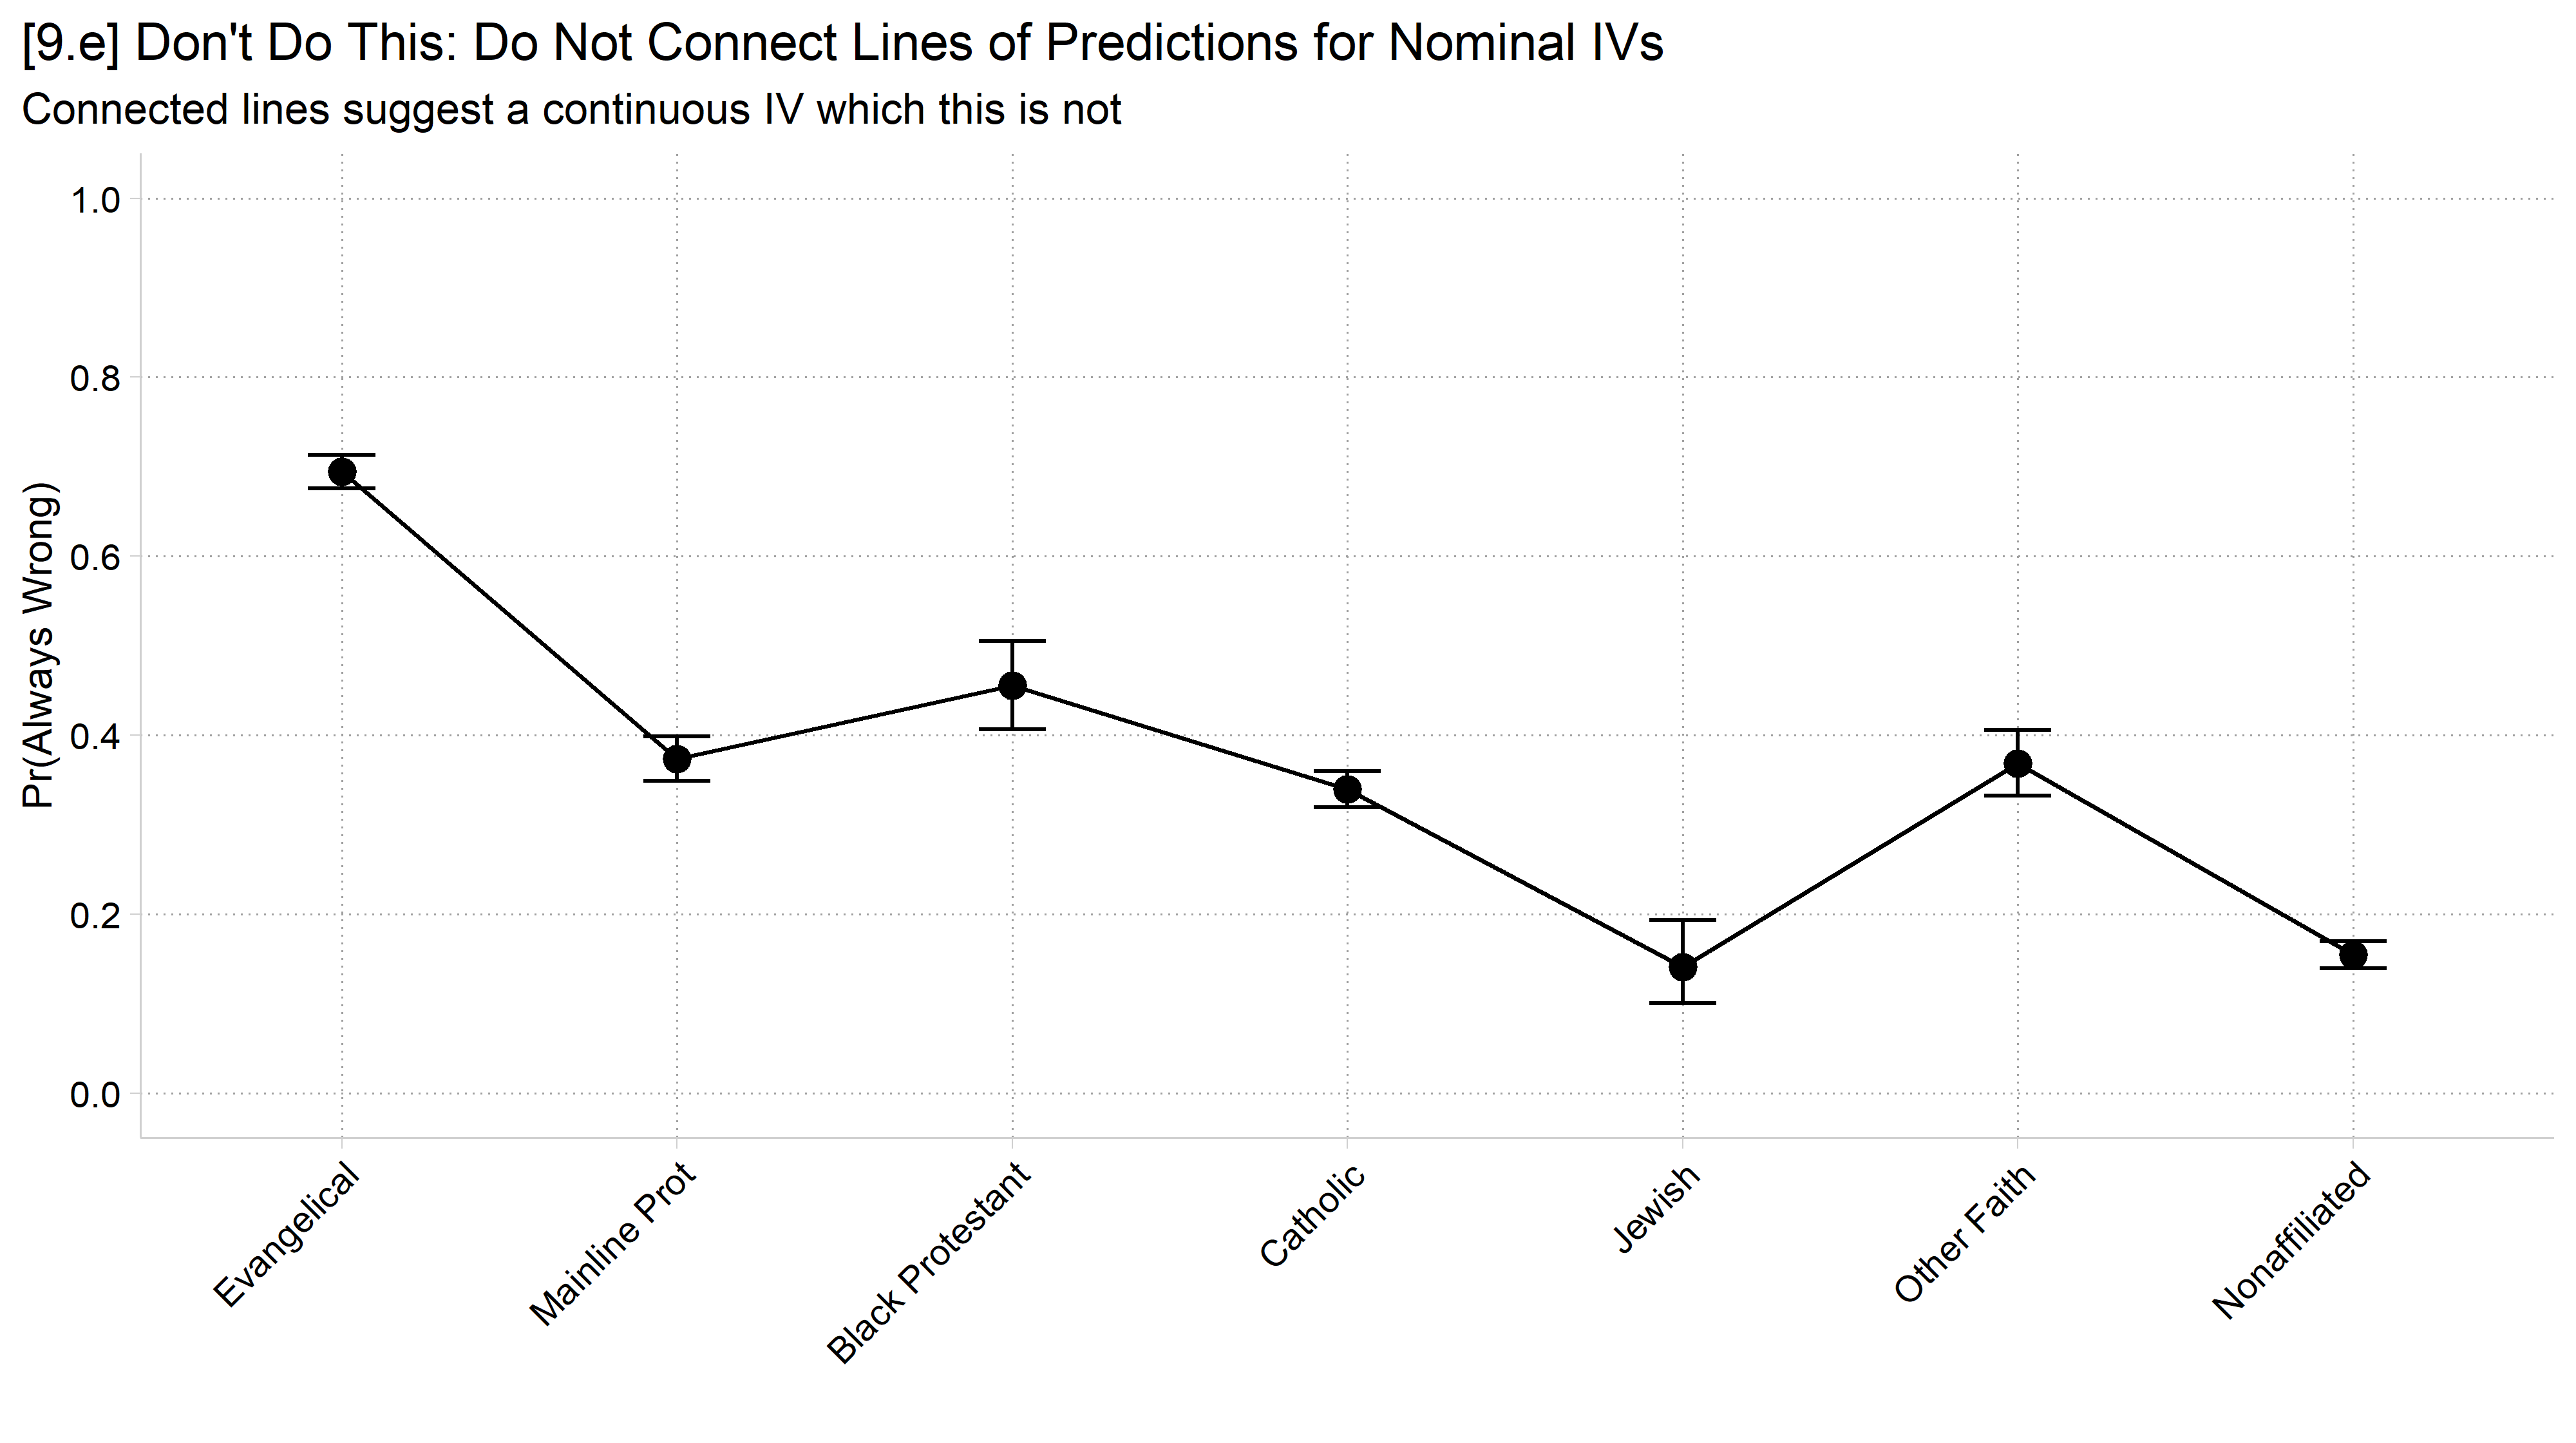 [9.e] Don't Do This: Do Not Connect Lines of Predictions for Nominal IVs
Connected lines suggest a continuous IV which this is not
Pr(Always Wrong)
1.0
0.8
0.6
0.4
0.2
0.0
Evangelical
Mainline Prot
Black Protestant
Catholic
Jewish
Other Faith
Nonaffiliated